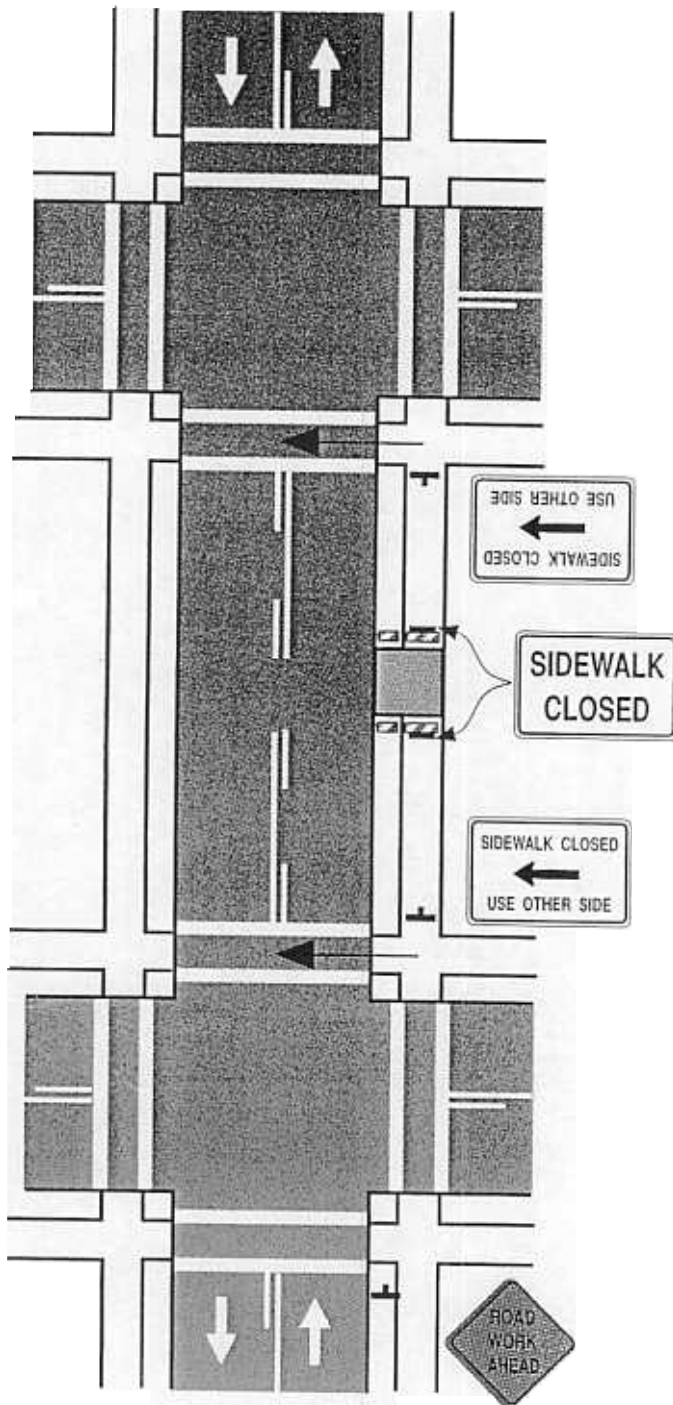 USE OTHER SIDE
SIDEWALK CLOSED
SIDEWALK
CLOSED
SIDEWALK CLOSED
USE OTHER SIDE
ROAD
WORK
AHEAD